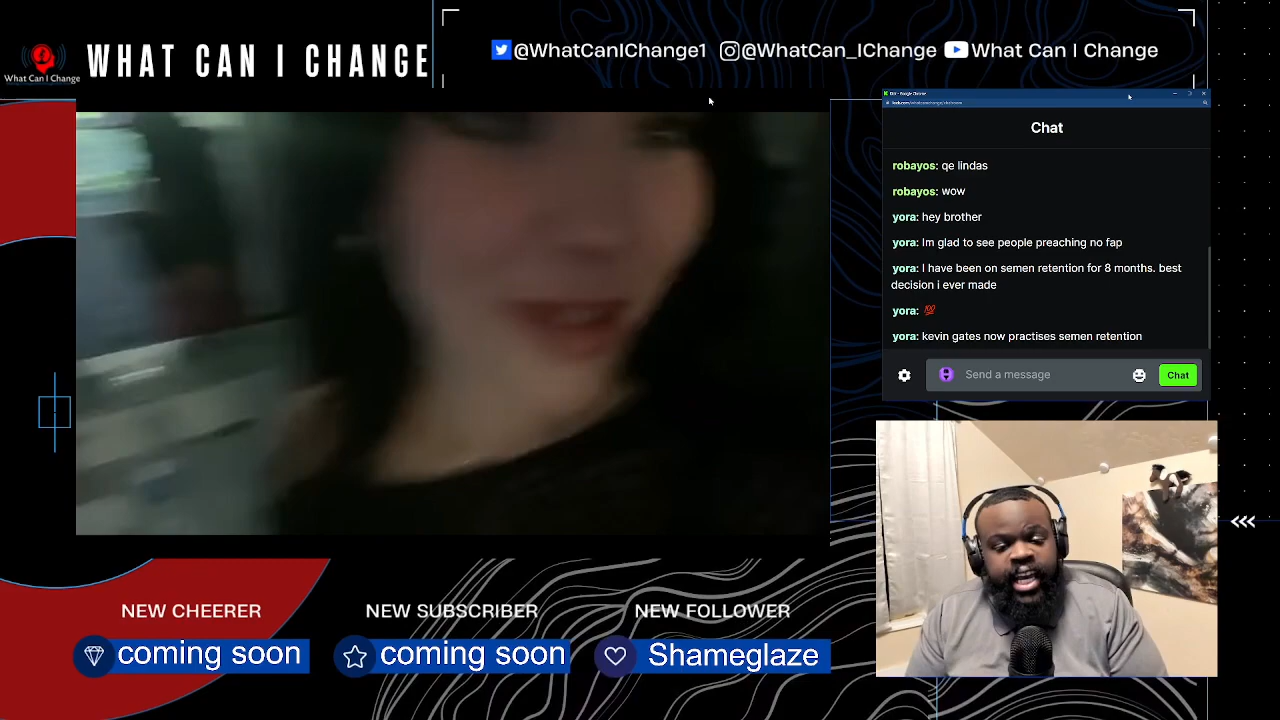 What Can I Change
WHAT CAN I CHANGE
@WhatCanIChange1 @WhatCan_IChange What Can I Change
Chat
robayos: qe lindas
robayos: wow
yora: hey brother
yora: Im glad to see people preaching no fap
yora: I have been on semen retention for 8 months. best
decision i ever made
yora: 💯
yora: kevin gates now practises semen retention
Send a message
Chat
NEW CHEERER
NEW SUBSCRIBER
NEW FOLLOWER
coming soon
coming soon
Shameglaze